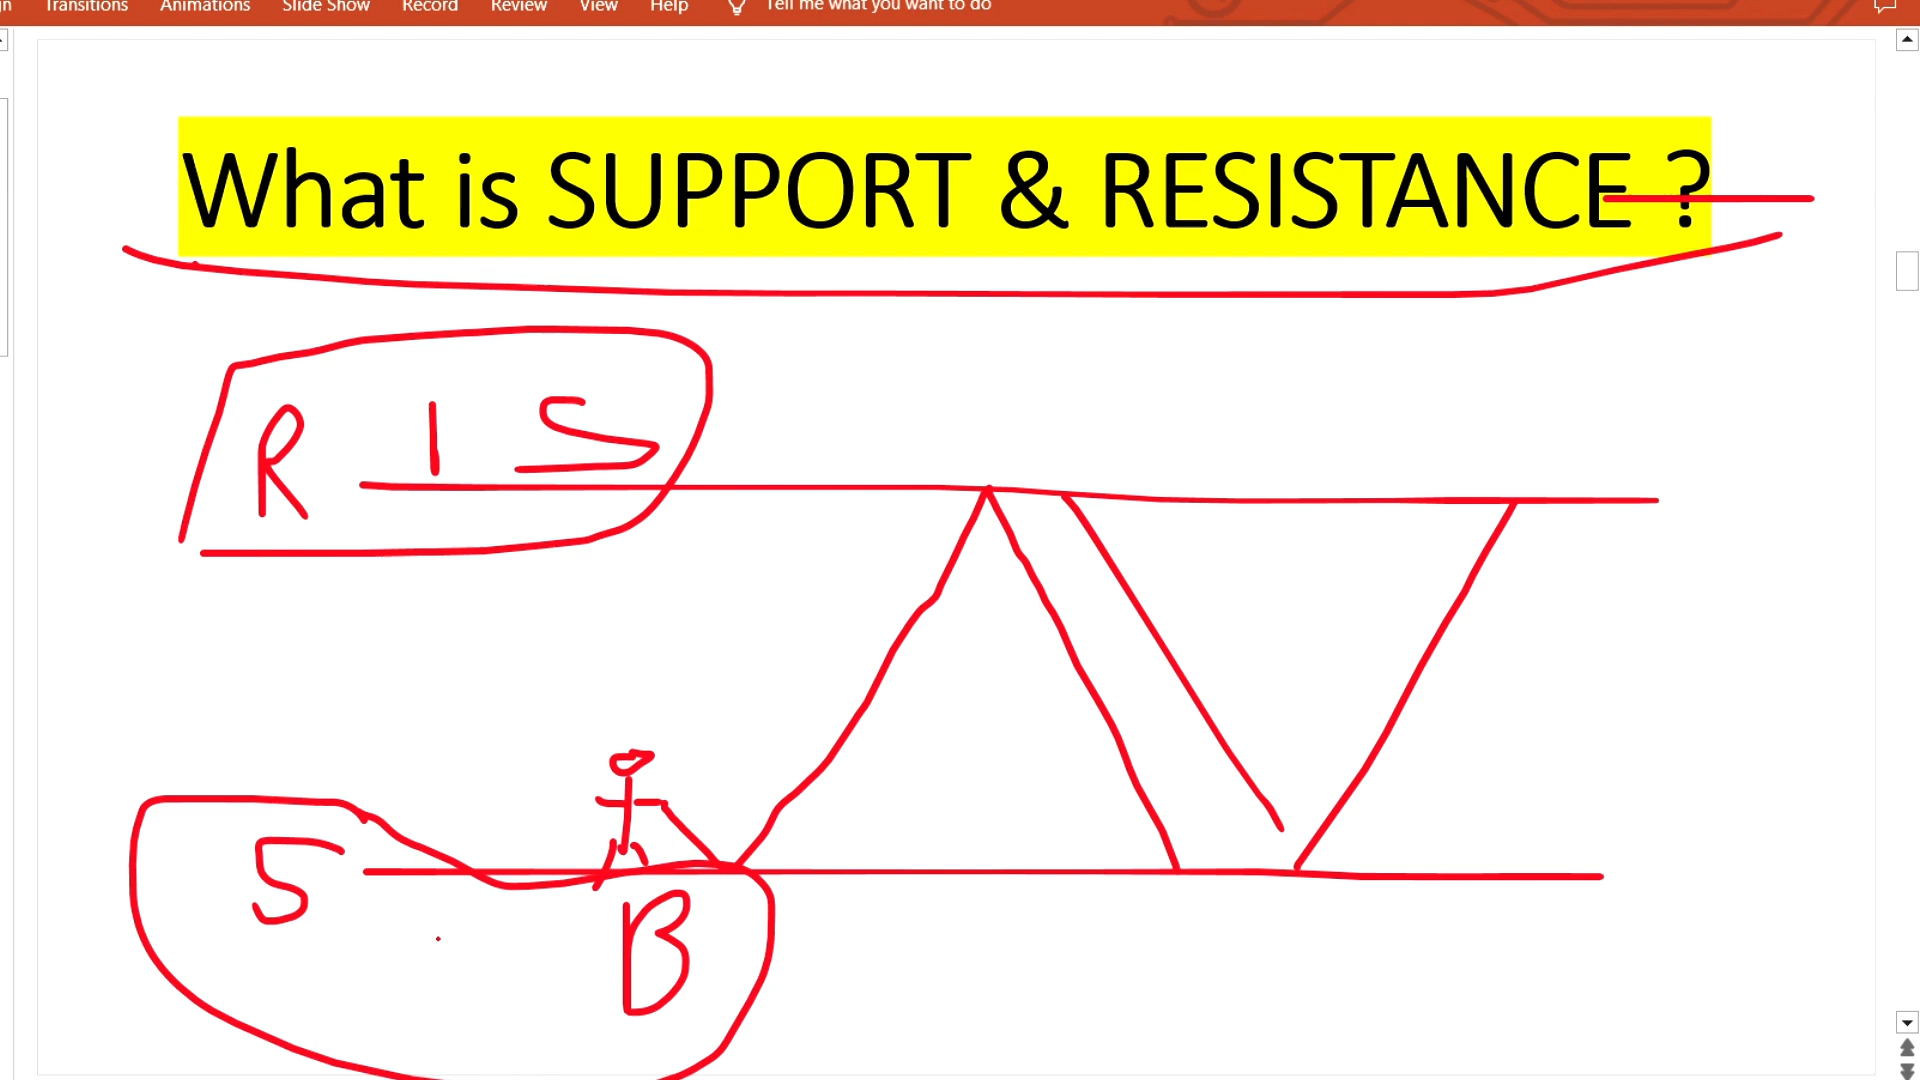 Transitions Animations Slide Show Record Review View Help Tell me what you want to do
What is SUPPORT & RESISTANCE ?
R 1 S
S
B